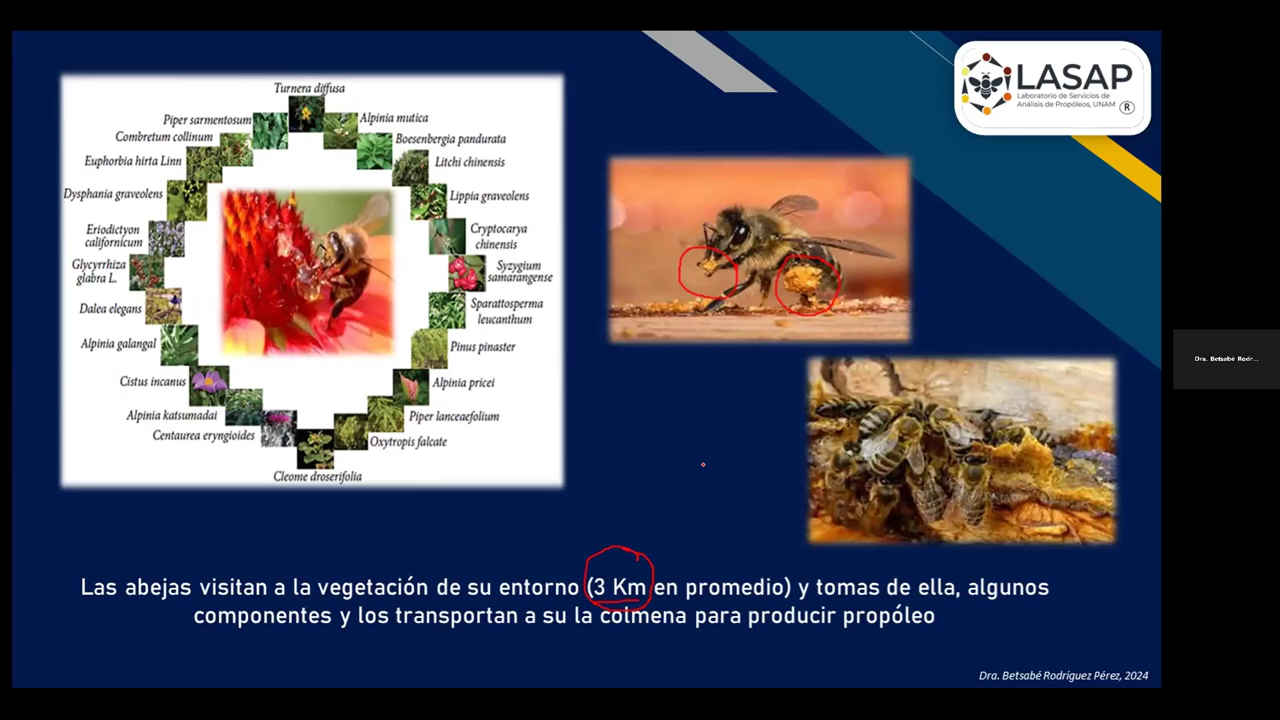 LASAP
Laboratorio de Servicios de
Análisis de Propóleos, UNAM
®
Turnera diffusa
Piper sarmentosum
Alpinia mutica
Combretum collinum
Boesenbergia pandurata
Euphorbia hirta Linn
Litchi chinensis
Dysphania graveolens
Lippia graveolens
Eriodictyon
californicum
Cryptocarya
chinensis
Glycyrrhiza
glabra L.
Syzygium
samarangense
Dalea elegans
Sparattosperma
leucanthum
Alpinia galangal
Pinus pinaster
Cistus incanus
Alpinia pricei
Alpinia katsumadai
Piper lanceaefolium
Centaurea eryngioides
Oxytropis falcate
Cleome droserifolia
Dra. Betsabé Rodr...
Las abejas visitan a la vegetación de su entorno (3 Km en promedio) y tomas de ella, algunos
componentes y los transportan a su la colmena para producir propóleo
Dra. Betsabé Rodríguez Pérez, 2024